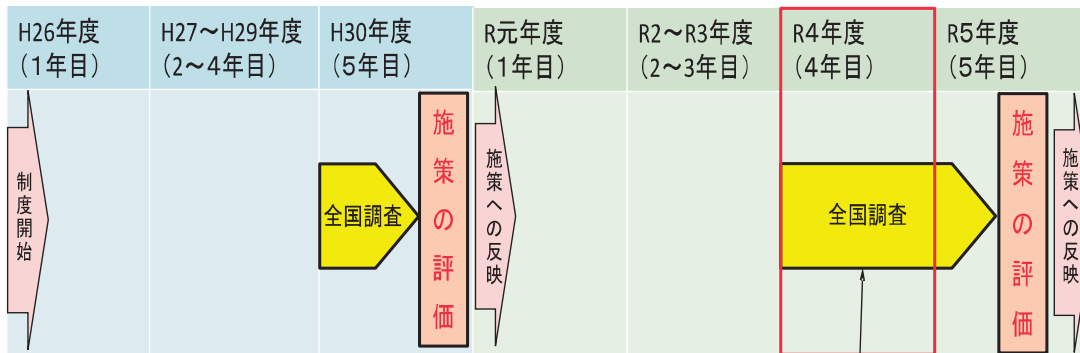 H26年度
(1年目)
H27～H29年度
(2～4年目)
H30年度
(5年目)
R元年度
(1年目)
R2～R3年度
(2～3年目)
R4年度
(4年目)
R5年度
(5年目)
制度開始
全国調査
施策の評価
施策への反映
全国調査
施策の評価
施策への反映